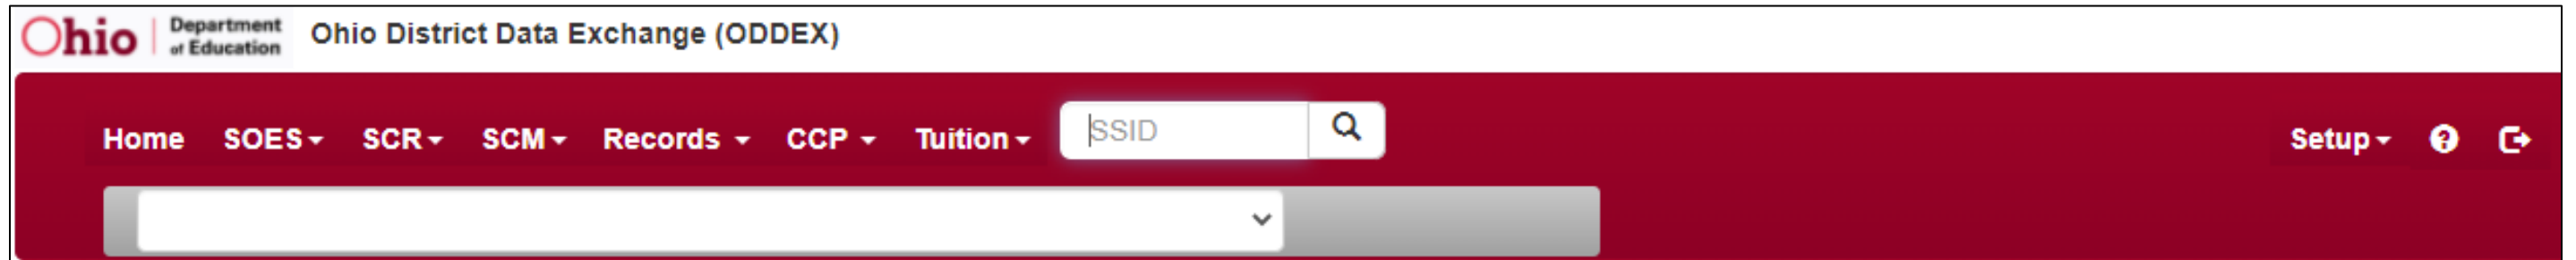 Ohio Department of Education Ohio District Data Exchange (ODDEX)
Home SOES SCR SCM Records CCP Tuition SSID Setup ?